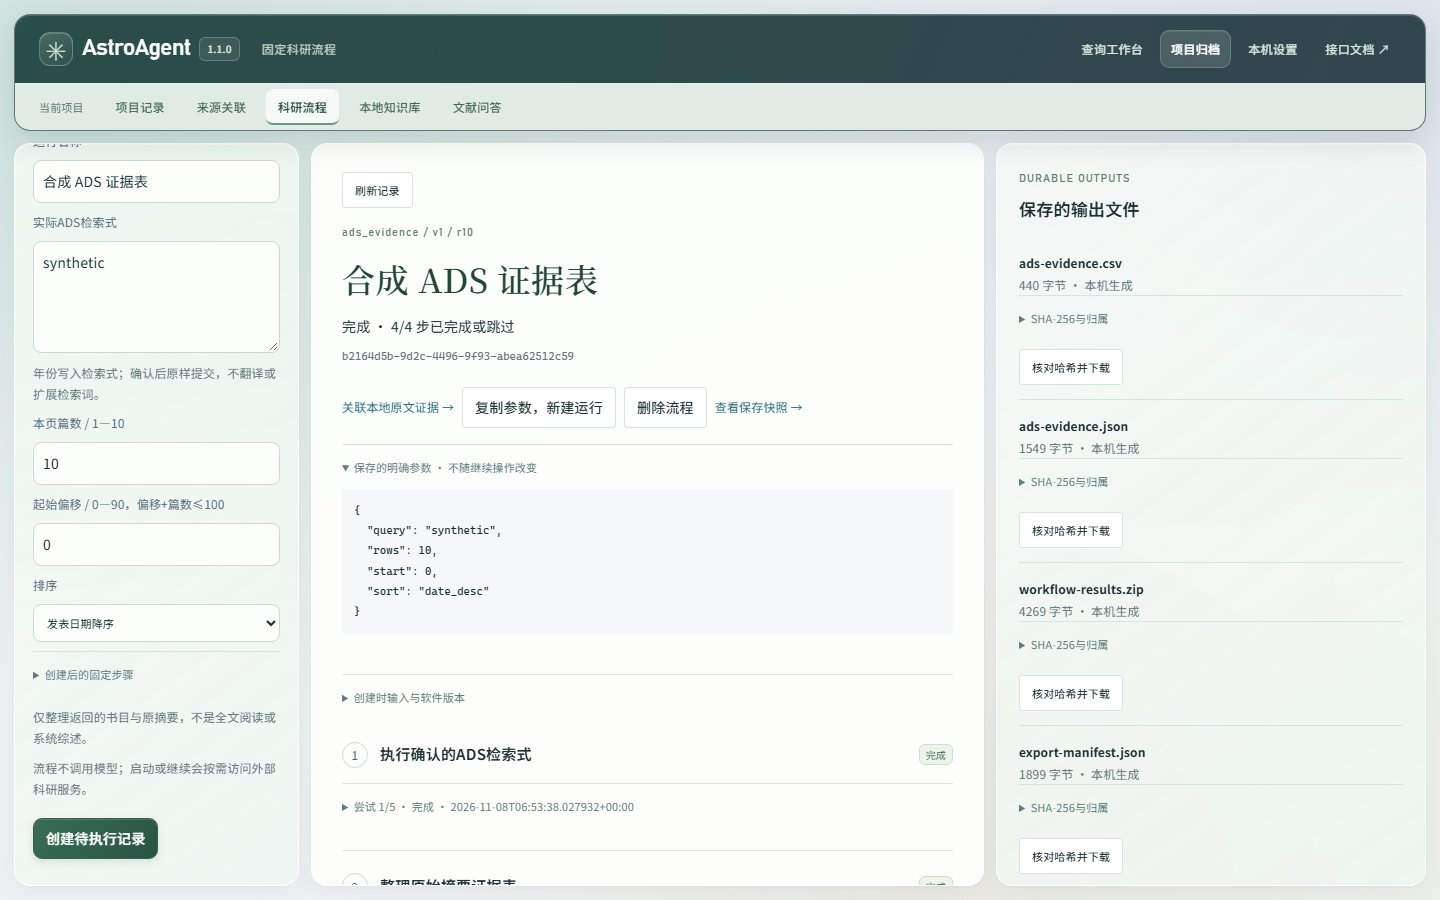 AstroAgent
1.1.0
固定科研流程
查询工作台
项目归档
本机设置
接口文档 ↗
当前项目
项目记录
来源关联
科研流程
本地知识库
文献问答
运行名称
合成 ADS 证据表
实际ADS检索式
synthetic
年份写入检索式；确认后原样提交，不翻译或
扩展检索词。
本页篇数 / 1—10
10
起始偏移 / 0—90，偏移+篇数≤100
0
排序
发表日期降序
▶ 创建后的固定步骤
仅整理返回的书目与原摘要，不是全文阅读或
系统综述。
流程不调用模型；启动或继续会按需访问外部
科研服务。
创建待执行记录
刷新记录
ads_evidence / v1 / r10
合成 ADS 证据表
完成 · 4/4 步已完成或跳过
b2164d5b-9d2c-4496-9f93-abea62512c59
关联本地原文证据 →
复制参数，新建运行
删除流程
查看保存快照 →
▼ 保存的明确参数 · 不随继续操作改变
{
"query": "synthetic",
"rows": 10,
"start": 0,
"sort": "date_desc"
}
▶ 创建时输入与软件版本
1 执行确认的ADS检索式 完成
▶ 尝试 1/5 · 完成 · 2026-11-08T06:53:38.027932+00:00
2 整理原始摘要证据表 完成
DURABLE OUTPUTS
保存的输出文件
ads-evidence.csv
440 字节 · 本机生成
▶ SHA-256与归属
核对哈希并下载
ads-evidence.json
1549 字节 · 本机生成
▶ SHA-256与归属
核对哈希并下载
workflow-results.zip
4269 字节 · 本机生成
▶ SHA-256与归属
核对哈希并下载
export-manifest.json
1899 字节 · 本机生成
▶ SHA-256与归属
核对哈希并下载